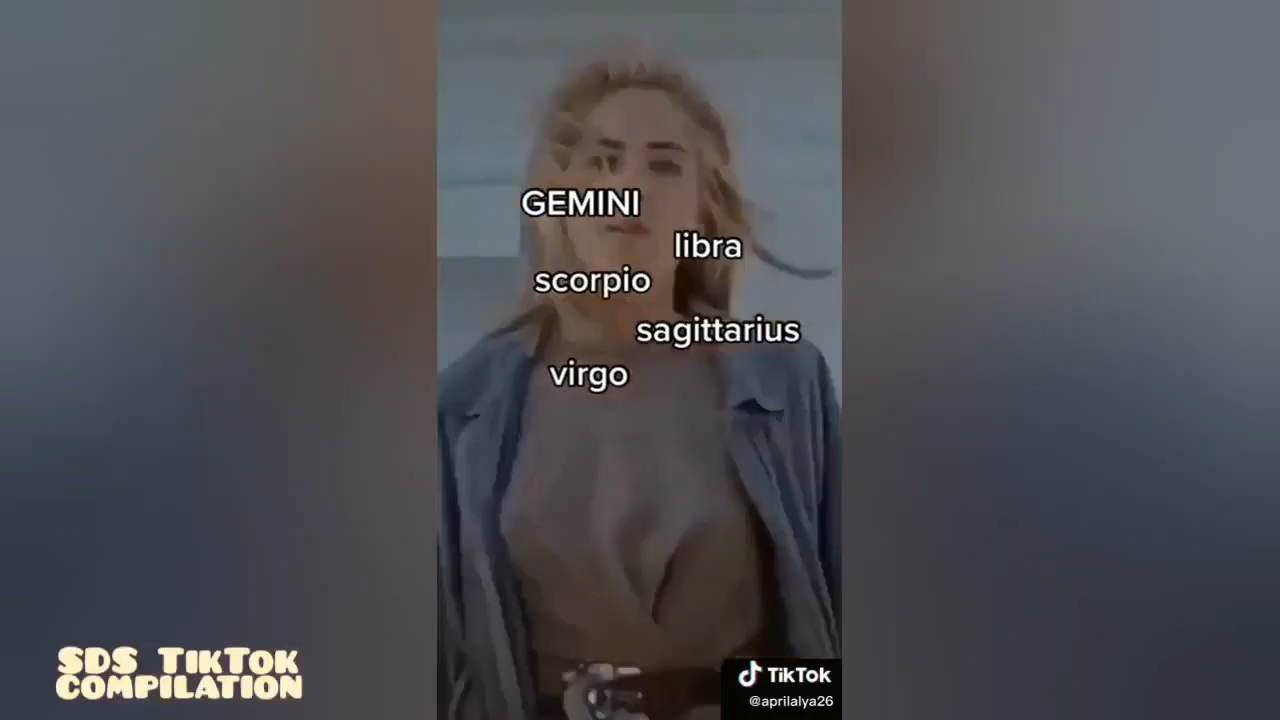 GEMINI
libra
scorpio
sagittarius
virgo
SDS TikTok
COMPILATION
TikTok
@aprilalya26